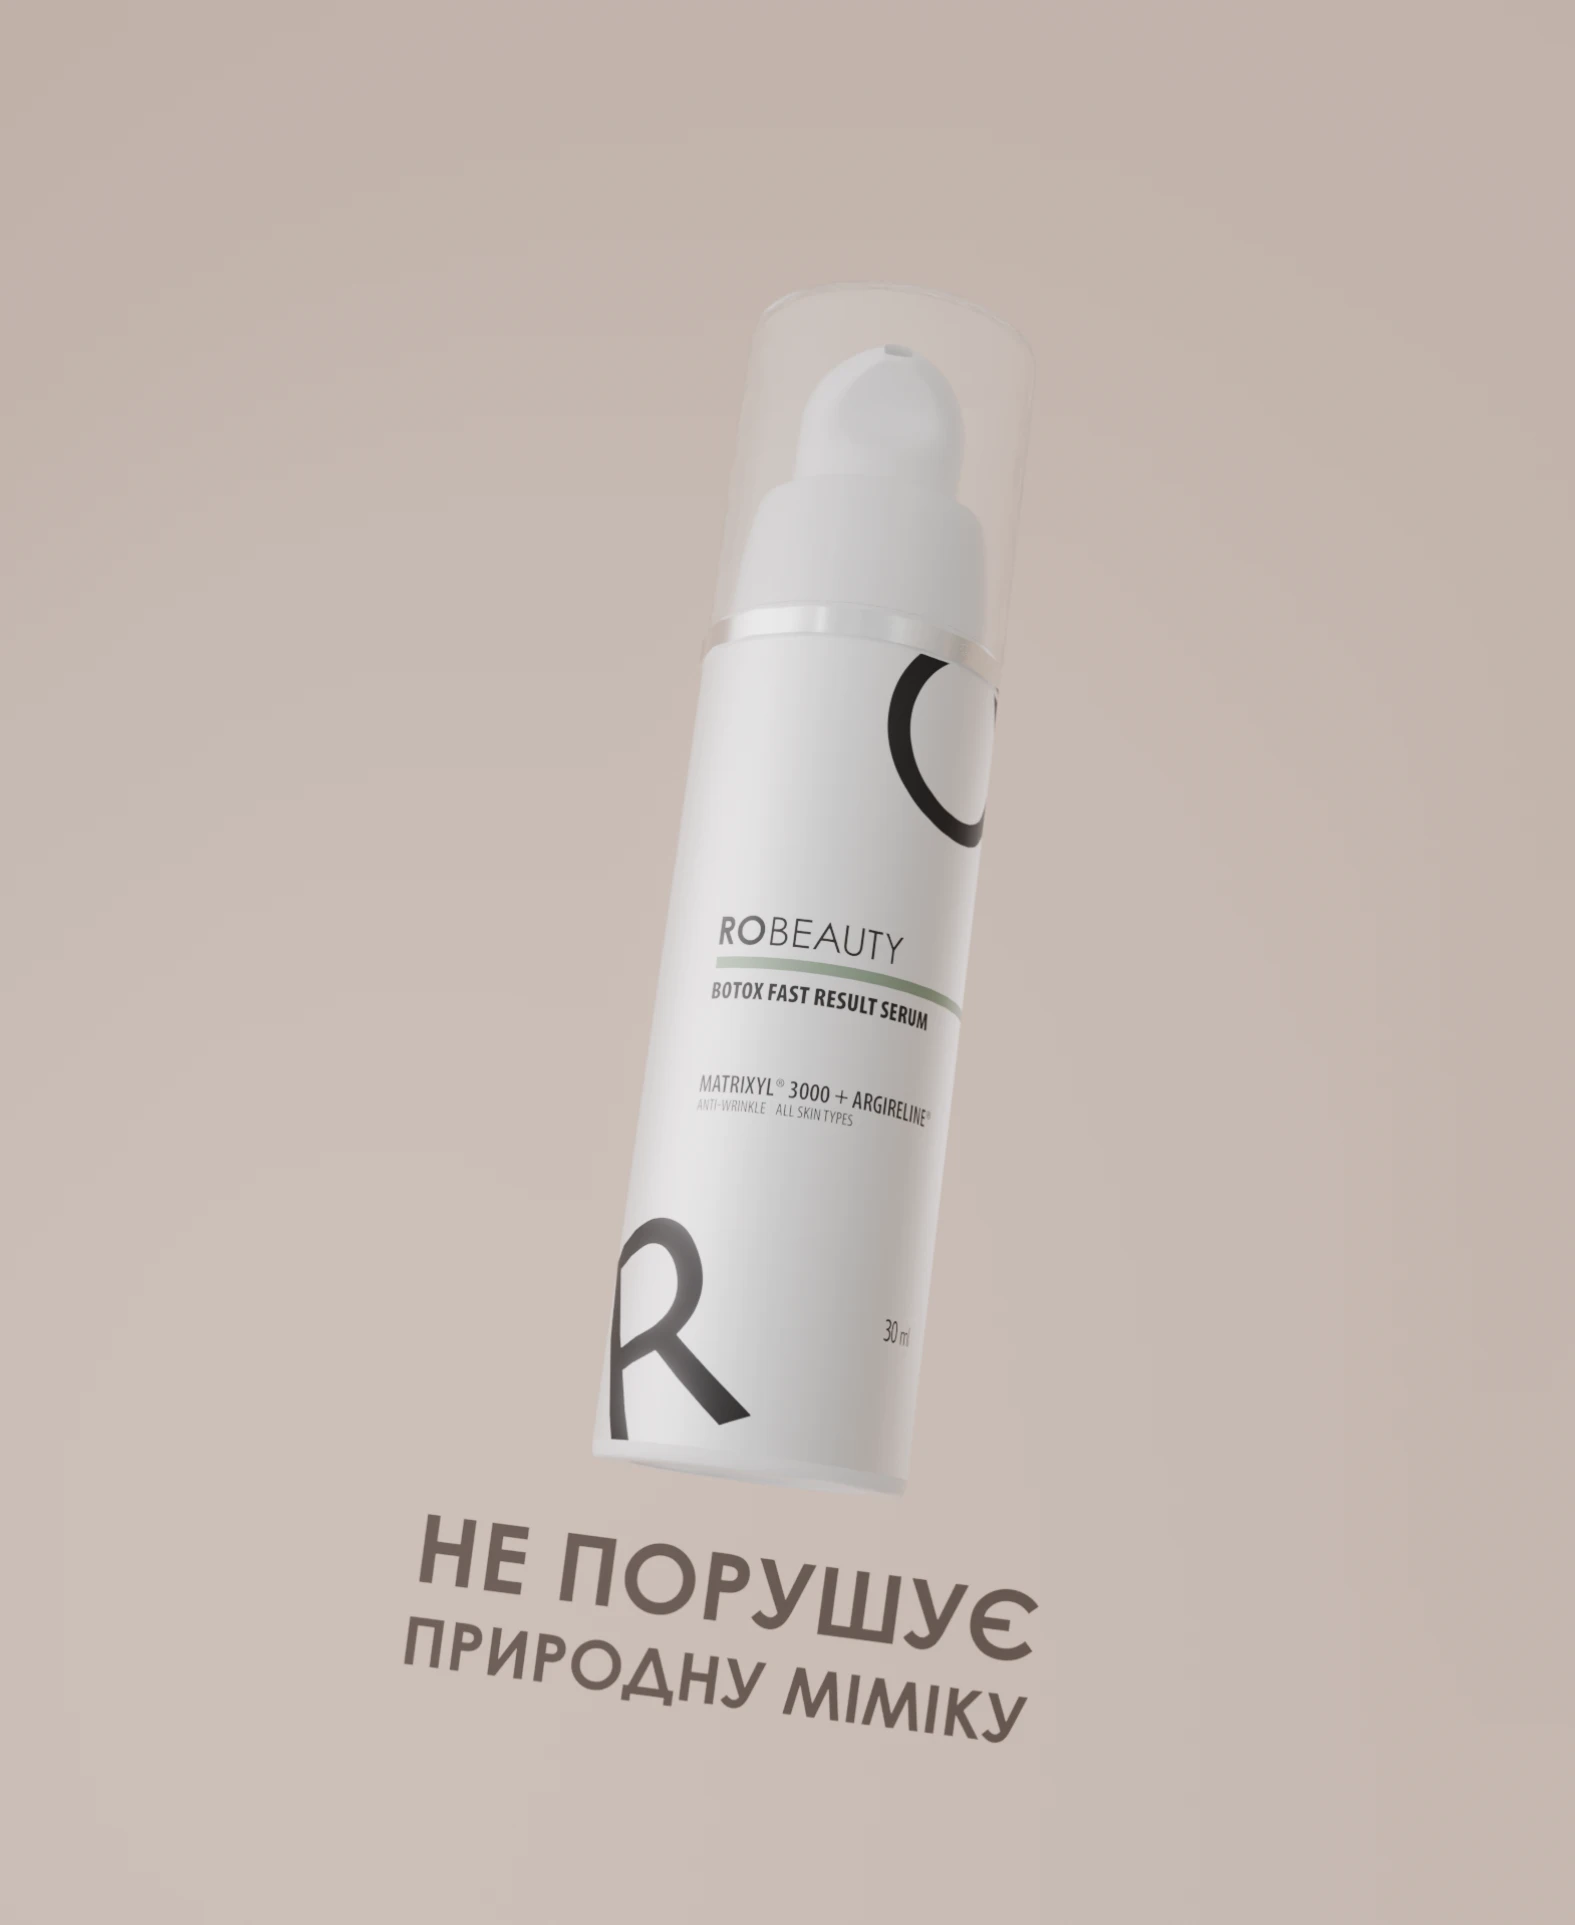 ROBEAUTY
BOTOX FAST RESULT SERUM
MATRIXYL® 3000 + ARGIRELINE®
ANTI-WRINKLE ALL SKIN TYPES
R
30 ml
НЕ ПОРУШУЄ
ПРИРОДНУ МІМІКУ